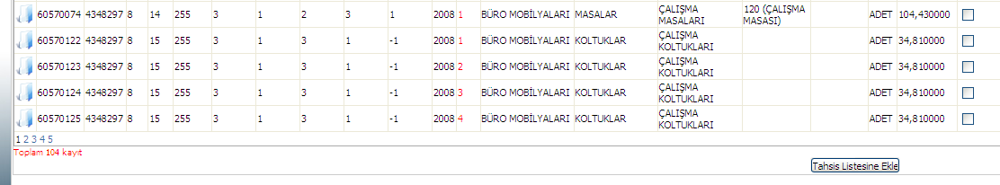 60570074 4348297 8 14 255 3 1 2 3 1 2008 1 BÜRO MOBİLYALARI MASALAR ÇALIŞMA MASALARI 120 (ÇALIŞMA MASASI) ADET 104,430000
60570122 4348297 8 15 255 3 1 3 1 -1 2008 1 BÜRO MOBİLYALARI KOLTUKLAR ÇALIŞMA KOLTUKLARI ADET 34,810000
60570123 4348297 8 15 255 3 1 3 1 -1 2008 2 BÜRO MOBİLYALARI KOLTUKLAR ÇALIŞMA KOLTUKLARI ADET 34,810000
60570124 4348297 8 15 255 3 1 3 1 -1 2008 3 BÜRO MOBİLYALARI KOLTUKLAR ÇALIŞMA KOLTUKLARI ADET 34,810000
60570125 4348297 8 15 255 3 1 3 1 -1 2008 4 BÜRO MOBİLYALARI KOLTUKLAR ÇALIŞMA KOLTUKLARI ADET 34,810000
1 2 3 4 5
Toplam 104 kayıt
Tahsis Listesine Ekle